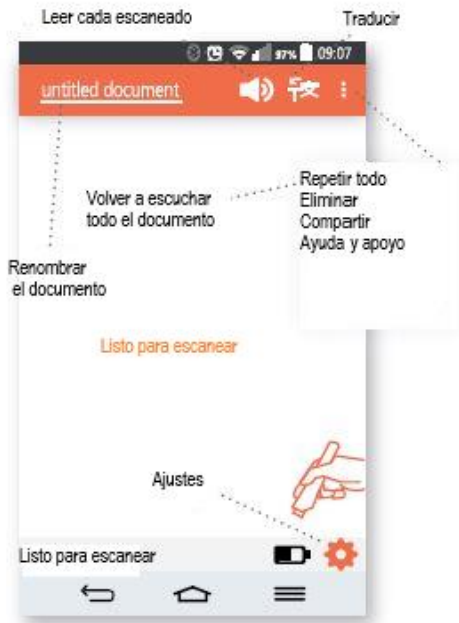 Leer cada escaneado
Traducir
97% 09:07
untitled document
Repetir todo
Eliminar
Compartir
Ayuda y apoyo
Volver a escuchar
todo el documento
Renombrar
el documento
Listo para escanear
Ajustes
Listo para escanear